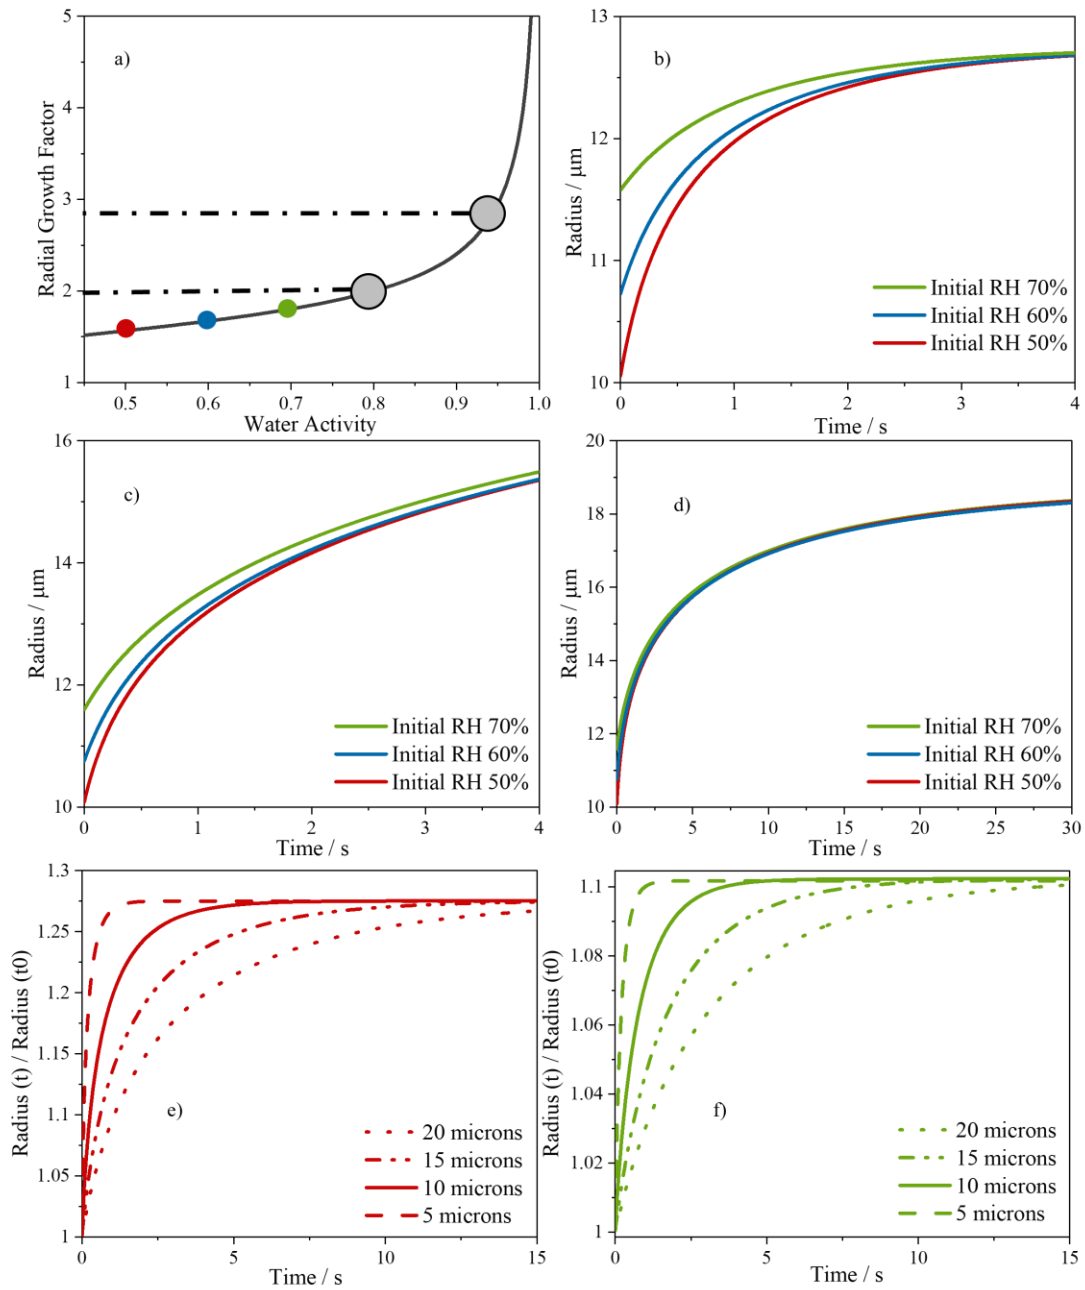 a)
Radial Growth Factor
5
4
3
2
1
0.5 0.6 0.7 0.8 0.9 1.0
Water Activity
b)
Radius / μm
13
12
11
10
Initial RH 70%
Initial RH 60%
Initial RH 50%
0 1 2 3 4
Time / s
c)
Radius / μm
16
14
12
10
Initial RH 70%
Initial RH 60%
Initial RH 50%
0 1 2 3 4
Time / s
d)
Radius / μm
20
18
16
14
12
10
Initial RH 70%
Initial RH 60%
Initial RH 50%
0 5 10 15 20 25 30
Time / s
e)
Radius (t) / Radius (t0)
1.3
1.25
1.2
1.15
1.1
1.05
1
20 microns
15 microns
10 microns
5 microns
0 5 10 15
Time / s
f)
Radius (t) / Radius (t0)
1.1
1.08
1.06
1.04
1.02
1
20 microns
15 microns
10 microns
5 microns
0 5 10 15
Time / s